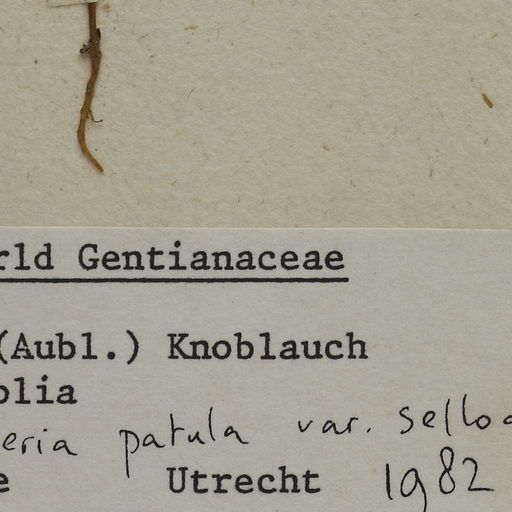 rld Gentianaceae
(Aubl.) Knoblauch
olia
eria patula var. sello
e Utrecht 1982